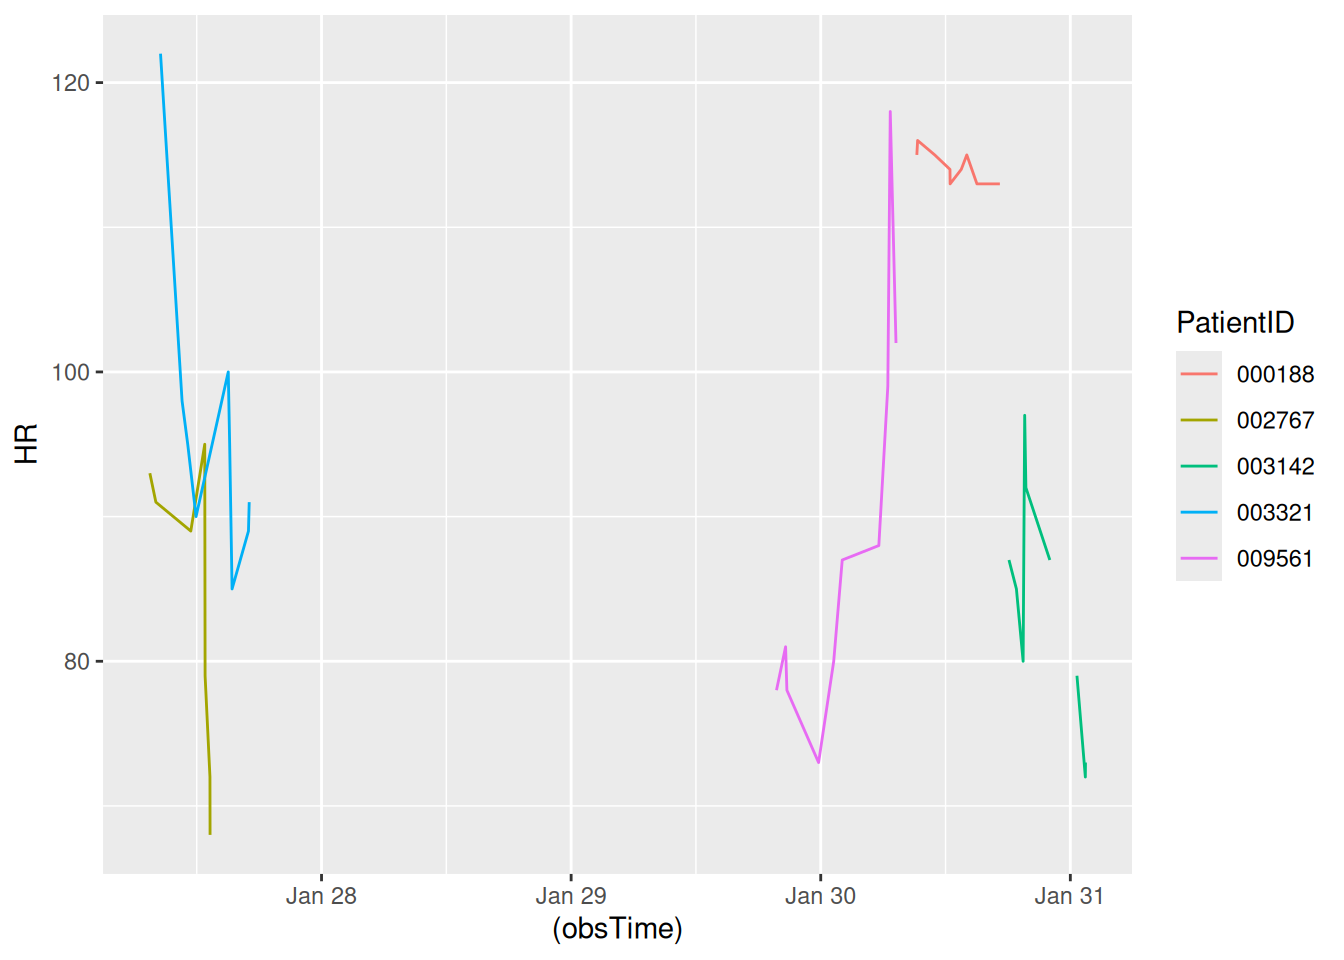 120
100
80
HR
Jan 28
Jan 29
Jan 30
Jan 31
(obsTime)
PatientID
000188
002767
003142
003321
009561